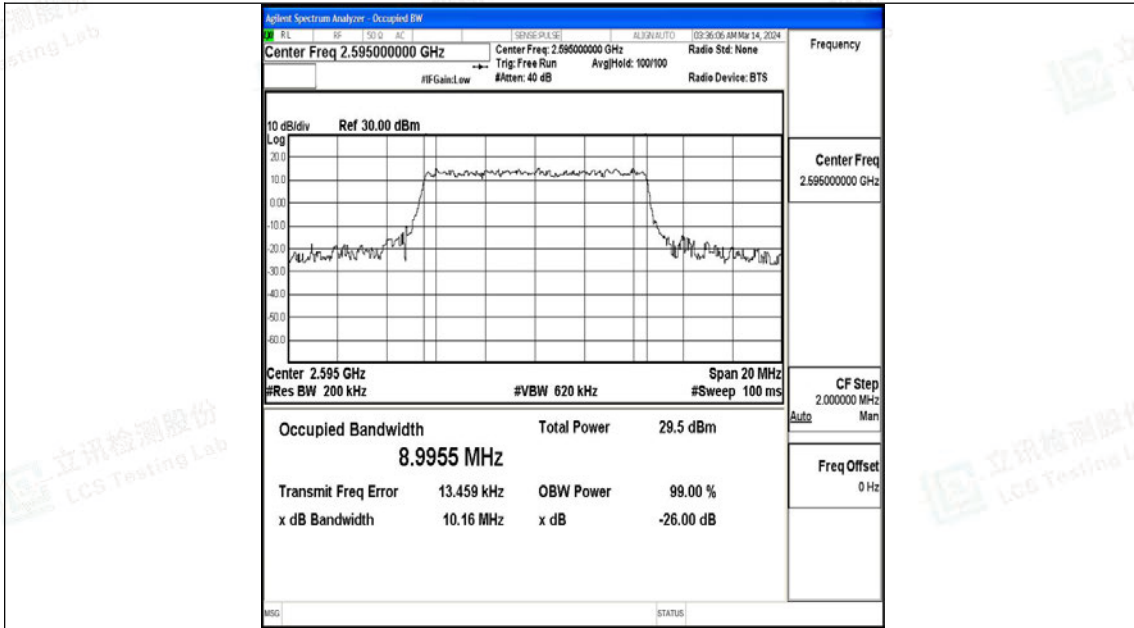 Agilent Spectrum Analyzer - Occupied BW
RL RF 50 Ω AC SENSE:PULSE ALIGN AUTO 03:36:06 AM Mar 14, 2024
Center Freq 2.595000000 GHz
Center Freq: 2.595000000 GHz
Radio Std: None
Trig: Free Run Avg|Hold: 100/100
#IFGain:Low
#Atten: 40 dB
Radio Device: BTS
10 dB/div Ref 30.00 dBm
Log
20.0
10.0
0.00
-10.0
-20.0
-30.0
-40.0
-50.0
-60.0
Center 2.595 GHz
Span 20 MHz
#Res BW 200 kHz
#VBW 620 kHz
#Sweep 100 ms
Occupied Bandwidth
Total Power 29.5 dBm
8.9955 MHz
Transmit Freq Error 13.459 kHz OBW Power 99.00 %
x dB Bandwidth 10.16 MHz x dB -26.00 dB
MSG
STATUS
Frequency
Center Freq
2.595000000 GHz
CF Step
2.000000 MHz
Auto Man
Freq Offset
0 Hz
立讯检测股份
LCS Testing Lab